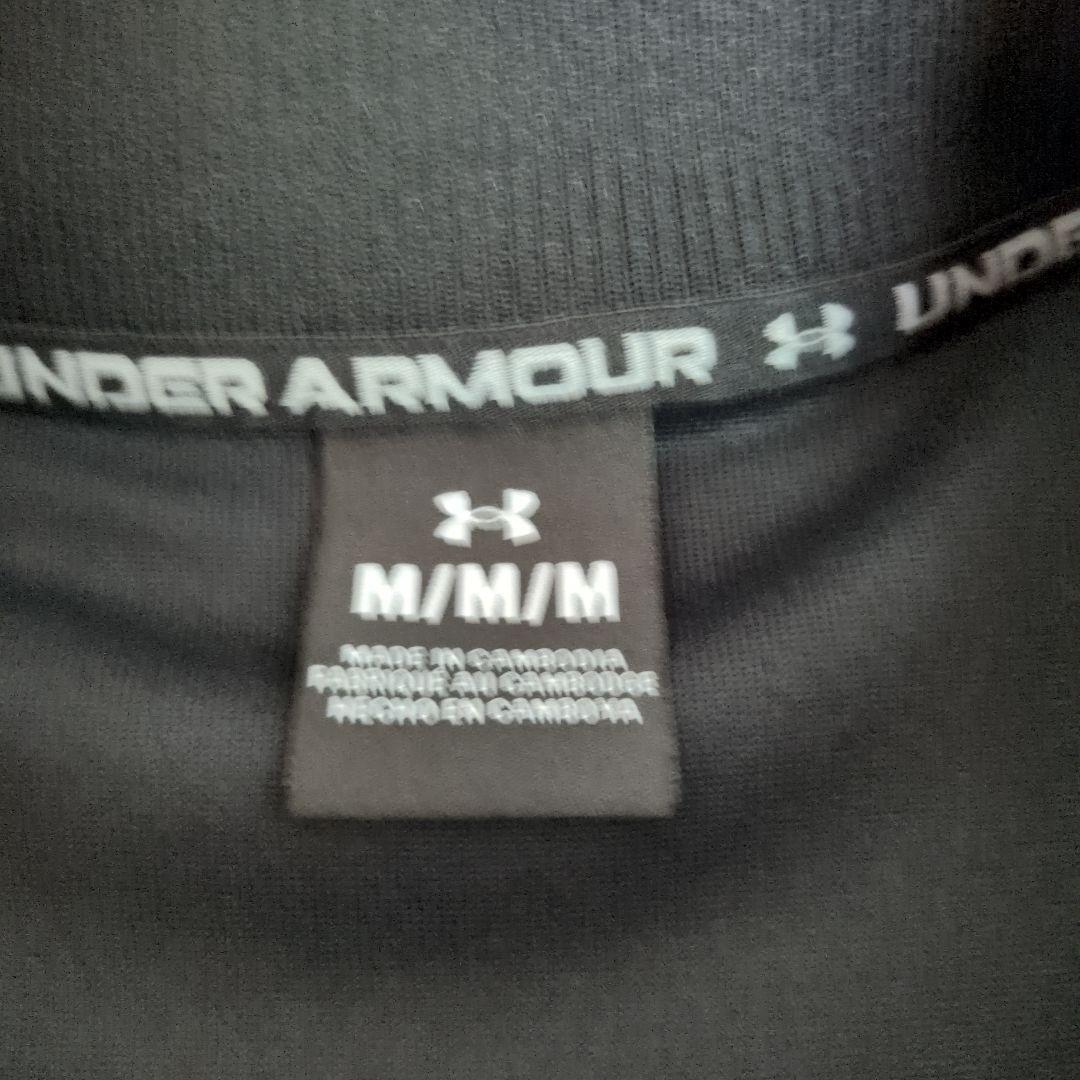 UNDER ARMOUR UNDE
M/M/M
MADE IN CAMBODIA
FABRIQUÉ AU CAMBODGE
HECHO EN CAMBOYA